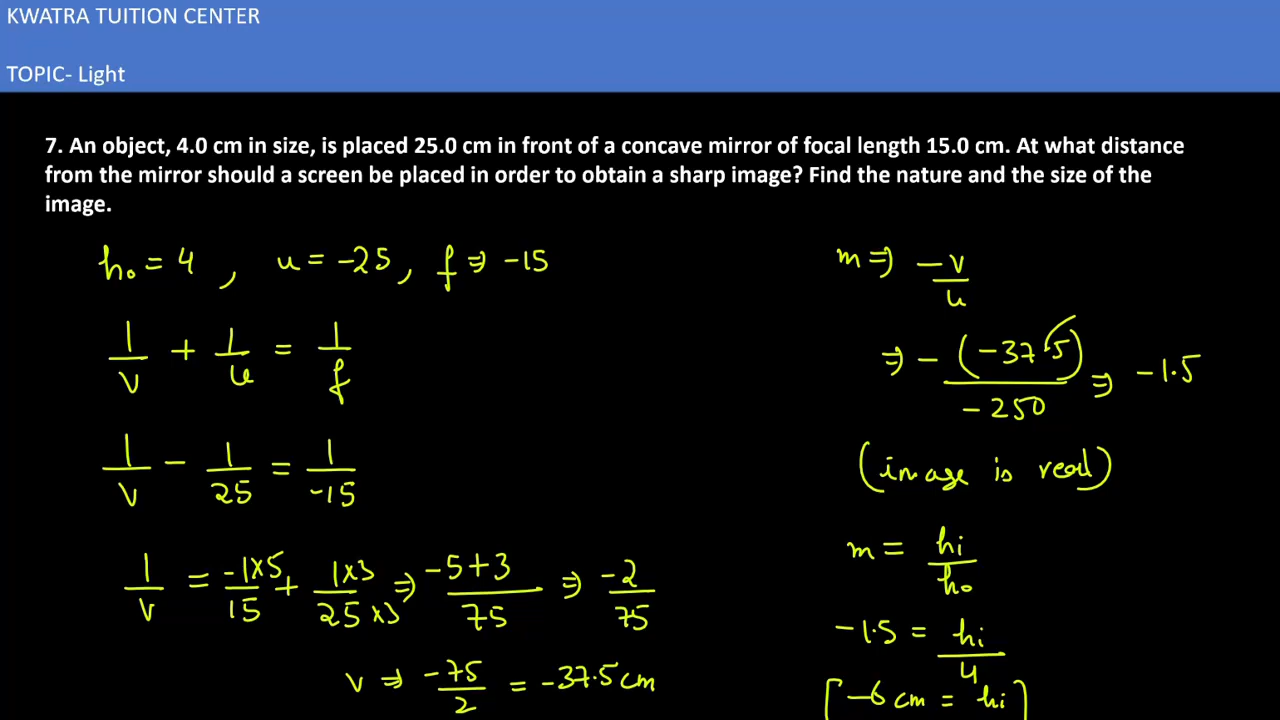 KWATRA TUITION CENTER
TOPIC- Light
7. An object, 4.0 cm in size, is placed 25.0 cm in front of a concave mirror of focal length 15.0 cm. At what distance
from the mirror should a screen be placed in order to obtain a sharp image? Find the nature and the size of the
image.
h₀ = 4 , u = -25, f ⇒ -15
1/v + 1/u = 1/f
1/v - 1/25 = 1/-15
1/v = -1×5/15 + 1×3/25×3 ⇒ -5+3/75 ⇒ -2/75
v ⇒ -75/2 = -37.5 cm
m ⇒ -v/u
⇒ -(-375)/-250 ⇒ -1.5
(image is real)
m = hi/h₀
-1.5 = hi/4
[-6 cm = hi]